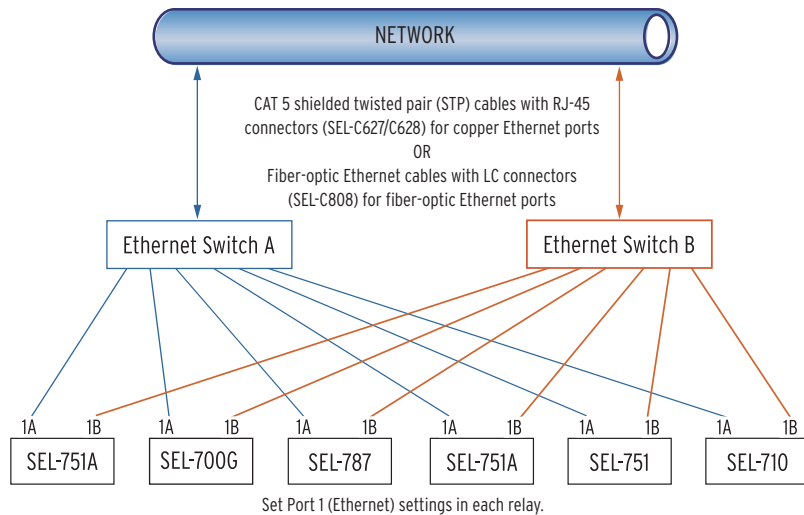 NETWORK
CAT 5 shielded twisted pair (STP) cables with RJ-45
connectors (SEL-C627/C628) for copper Ethernet ports
OR
Fiber-optic Ethernet cables with LC connectors
(SEL-C808) for fiber-optic Ethernet ports
Ethernet Switch A
Ethernet Switch B
1A 1B 1A 1B 1A 1B 1A 1B 1A 1B 1A 1B
SEL-751A SEL-700G SEL-787 SEL-751A SEL-751 SEL-710
Set Port 1 (Ethernet) settings in each relay.